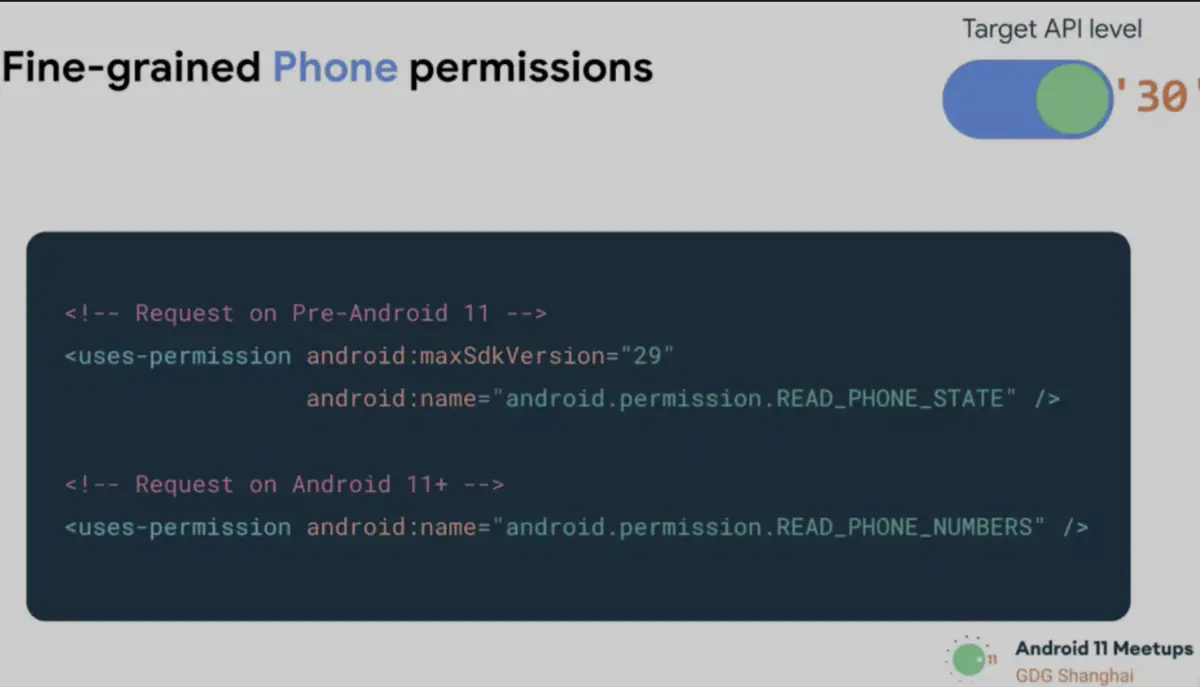 Target API level
Fine-grained Phone permissions
'30'
<!-- Request on Pre-Android 11 -->
<uses-permission android:maxSdkVersion="29"
android:name="android.permission.READ_PHONE_STATE" />
<!-- Request on Android 11+ -->
<uses-permission android:name="android.permission.READ_PHONE_NUMBERS" />
11
Android 11 Meetups
GDG Shanghai